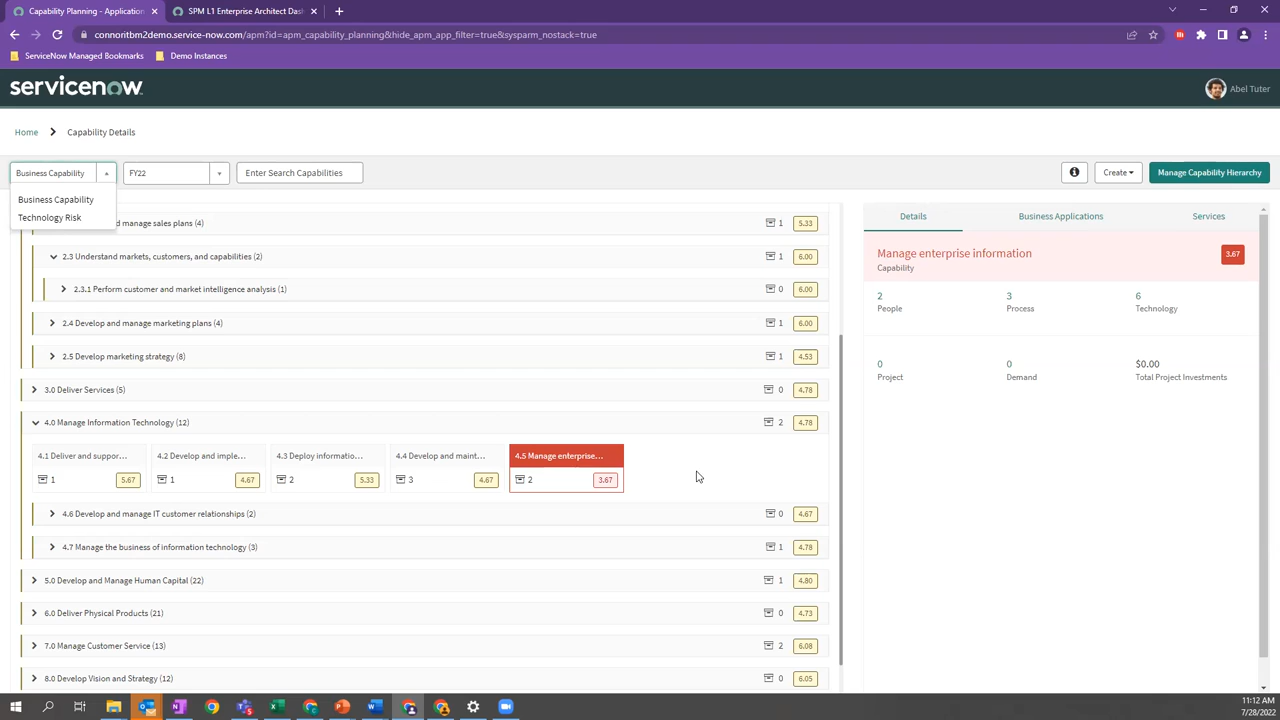 Capability Planning - Application
SPM L1 Enterprise Architect Dash
connoritbm2demo.service-now.com/apm?id=apm_capability_planning&hide_apm_app_filter=true&sysparm_nostack=true
ServiceNow Managed Bookmarks
Demo Instances
servicenow.
Abel Tuter
Home
Capability Details
Business Capability
FY22
Enter Search Capabilities
Create
Manage Capability Hierarchy
Business Capability
Technology Risk
and manage sales plans (4)
1
5.33
2.3 Understand markets, customers, and capabilities (2)
1
6.00
2.3.1 Perform customer and market intelligence analysis (1)
0
6.00
2.4 Develop and manage marketing plans (4)
1
6.00
2.5 Develop marketing strategy (8)
1
4.53
3.0 Deliver Services (5)
0
4.78
4.0 Manage Information Technology (12)
2
4.78
4.1 Deliver and suppor...
1
5.67
4.2 Develop and imple...
1
4.67
4.3 Deploy informatio...
2
5.33
4.4 Develop and maint...
3
4.67
4.5 Manage enterprise...
2
3.67
4.6 Develop and manage IT customer relationships (2)
0
4.67
4.7 Manage the business of information technology (3)
1
4.78
5.0 Develop and Manage Human Capital (22)
1
4.80
6.0 Deliver Physical Products (21)
0
4.73
7.0 Manage Customer Service (13)
2
6.08
8.0 Develop Vision and Strategy (12)
0
6.05
Details
Business Applications
Services
Manage enterprise information
Capability
3.67
2
People
3
Process
6
Technology
0
Project
0
Demand
$0.00
Total Project Investments
11:12 AM
7/28/2022